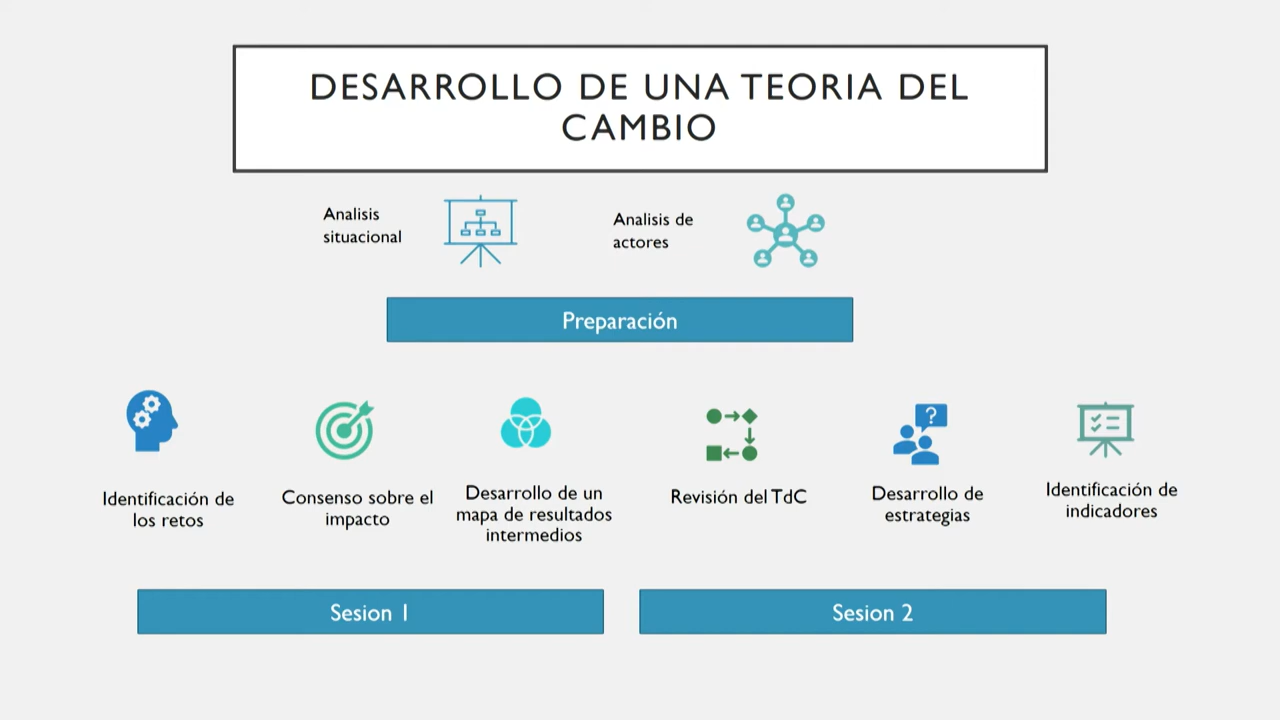 DESARROLLO DE UNA TEORIA DEL
CAMBIO
Analisis
situacional
Analisis de
actores
Preparación
Identificación de
los retos
Consenso sobre el
impacto
Desarrollo de un
mapa de resultados
intermedios
Revisión del TdC
?
Desarrollo de
estrategias
Identificación de
indicadores
Sesion 1
Sesion 2